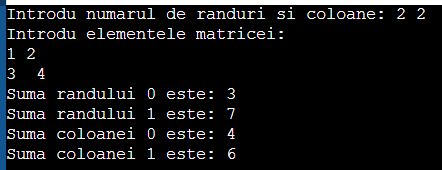 Introdu numarul de randuri si coloane: 2 2
Introdu elementele matricei:
1 2
3  4
Suma randului 0 este: 3
Suma randului 1 este: 7
Suma coloanei 0 este: 4
Suma coloanei 1 este: 6